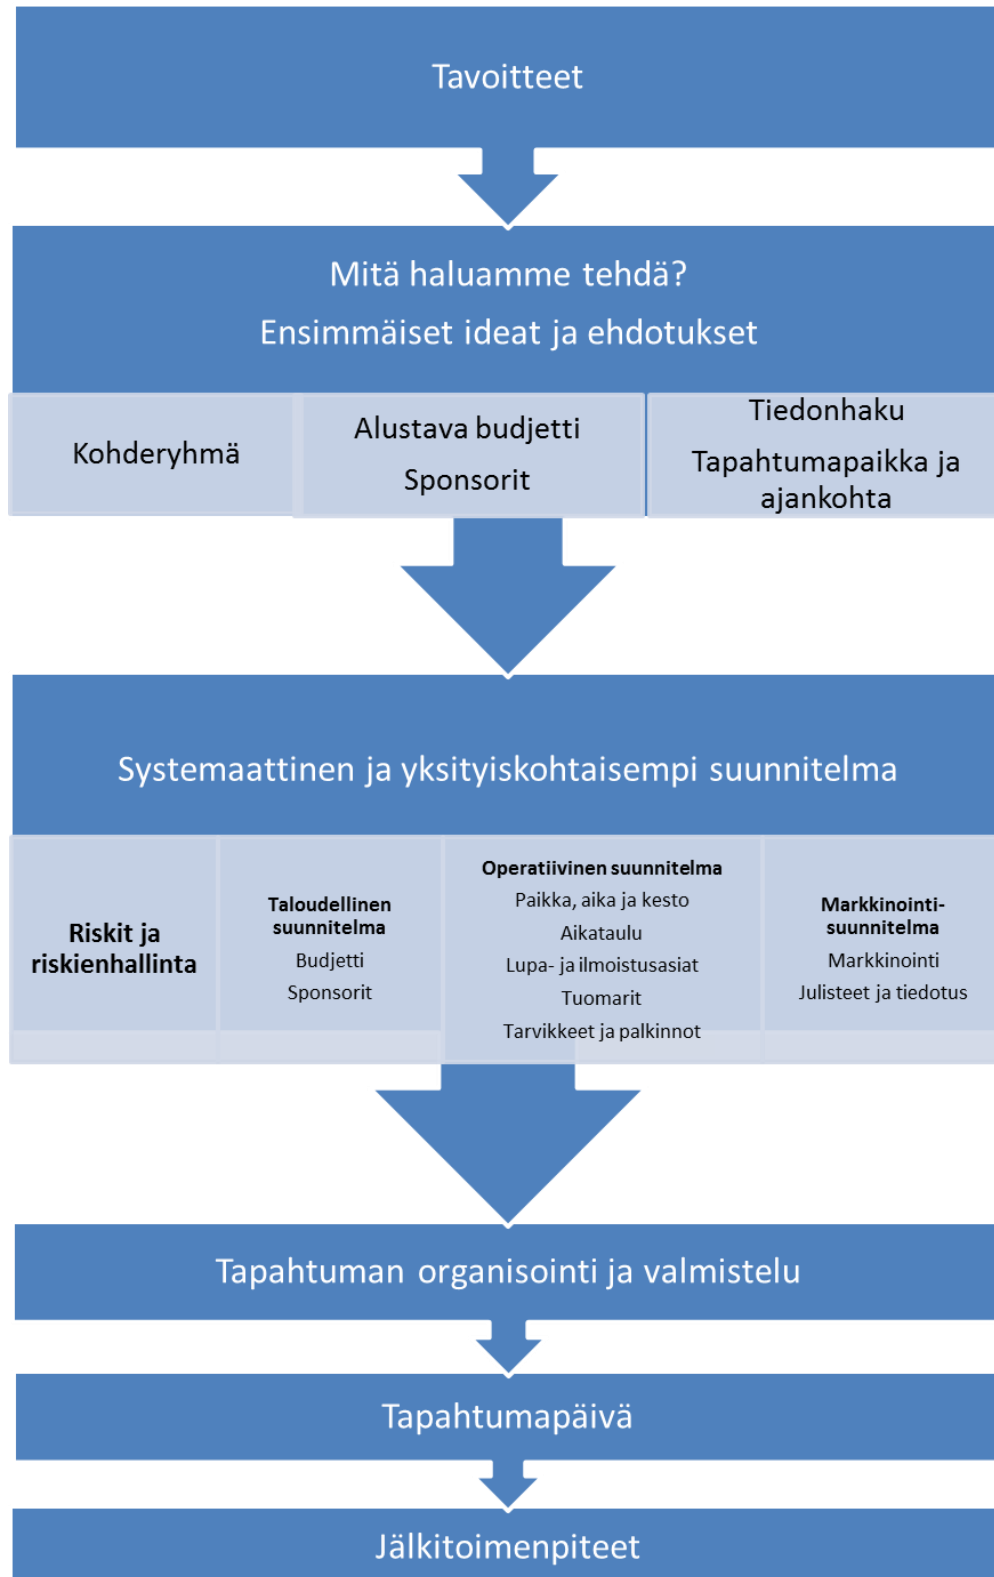 Tavoitteet
Mitä haluamme tehdä?
Ensimmäiset ideat ja ehdotukset
Kohderyhmä
Alustava budjetti
Sponsorit
Tiedonhaku
Tapahtumapaikka ja
ajankohta
Systemaattinen ja yksityiskohtaisempi suunnitelma
Riskit ja
riskienhallinta
Taloudellinen
suunnitelma
Budjetti
Sponsorit
Operatiivinen suunnitelma
Paikka, aika ja kesto
Aikataulu
Lupa- ja ilmoistusasiat
Tuomarit
Tarvikkeet ja palkinnot
Markkinointi-
suunnitelma
Markkinointi
Julisteet ja tiedotus
Tapahtuman organisointi ja valmistelu
Tapahtumapäivä
Jälkitoimenpiteet